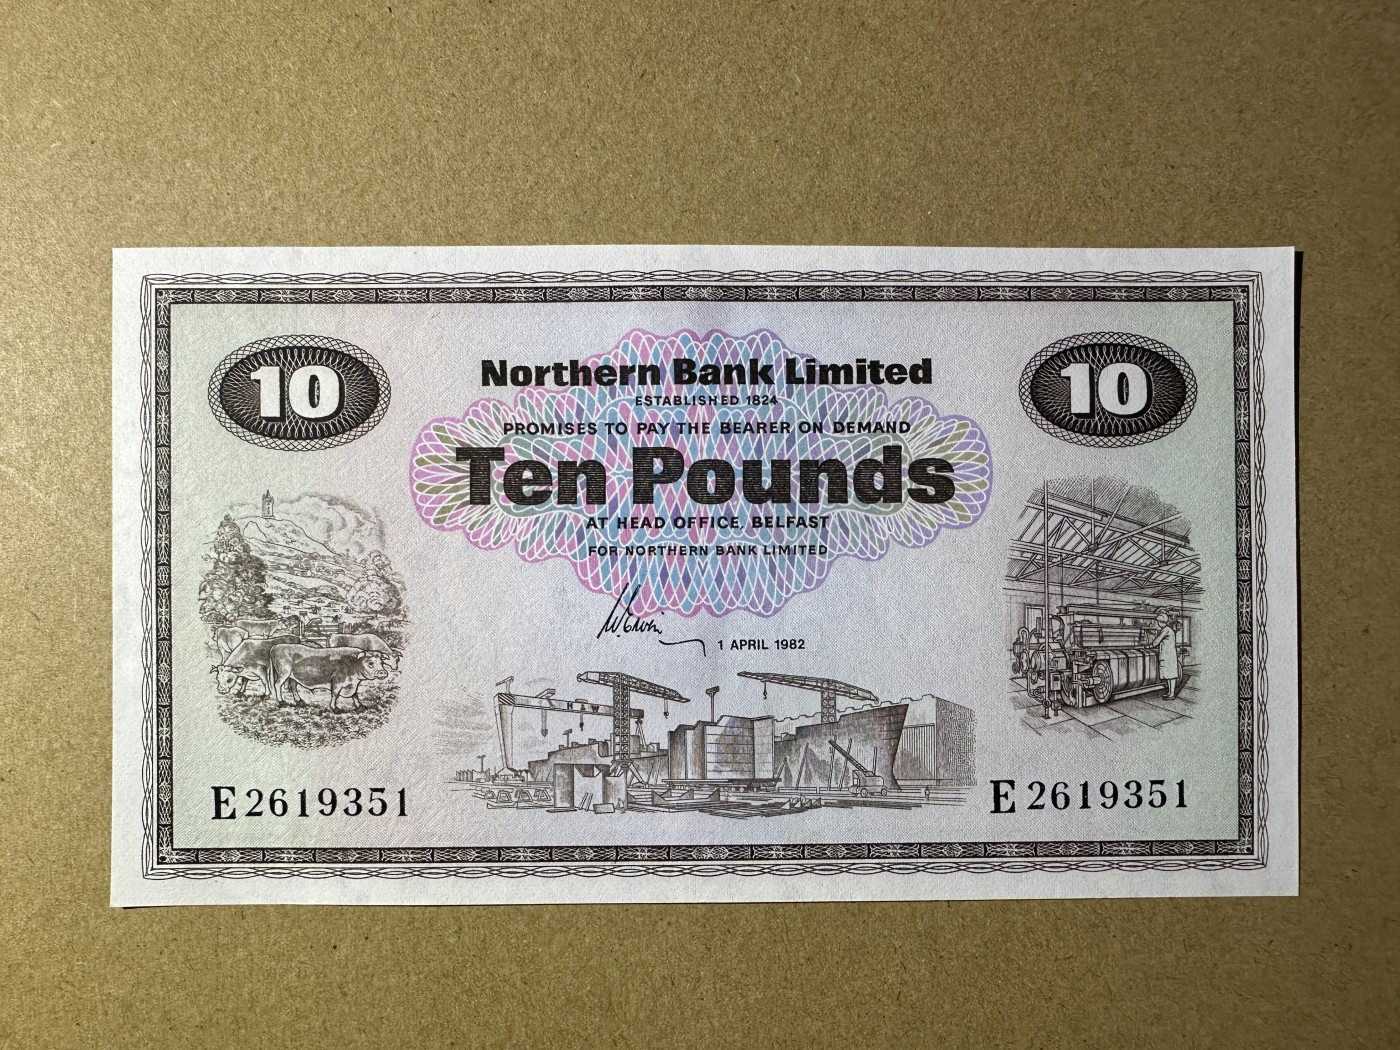 10
10
Northern Bank Limited
ESTABLISHED 1824
PROMISES TO PAY THE BEARER ON DEMAND
Ten Pounds
AT HEAD OFFICE, BELFAST
FOR NORTHERN BANK LIMITED
1 APRIL 1982
H&W
E2619351
E2619351